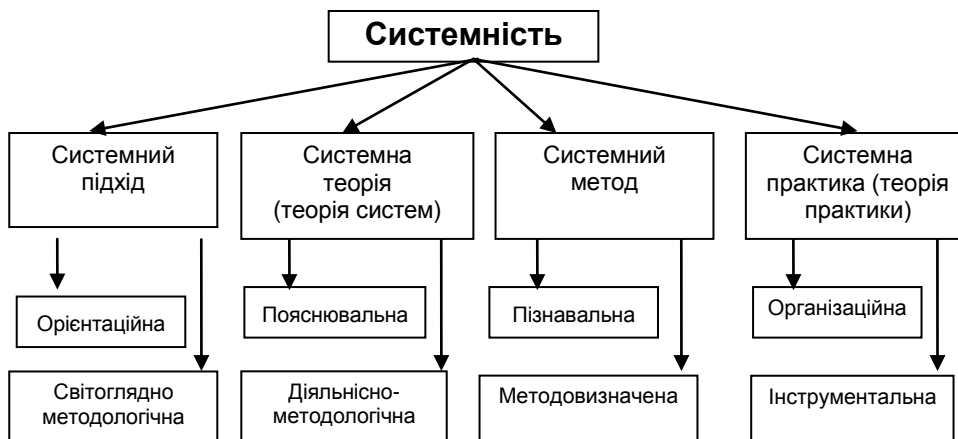 Системність
Системний
підхід
Системна
теорія
(теорія систем)
Системний
метод
Системна
практика (теорія
практики)
Орієнтаційна
Пояснювальна
Пізнавальна
Організаційна
Світоглядно
методологічна
Діяльнісно-
методологічна
Методовизначена
Інструментальна